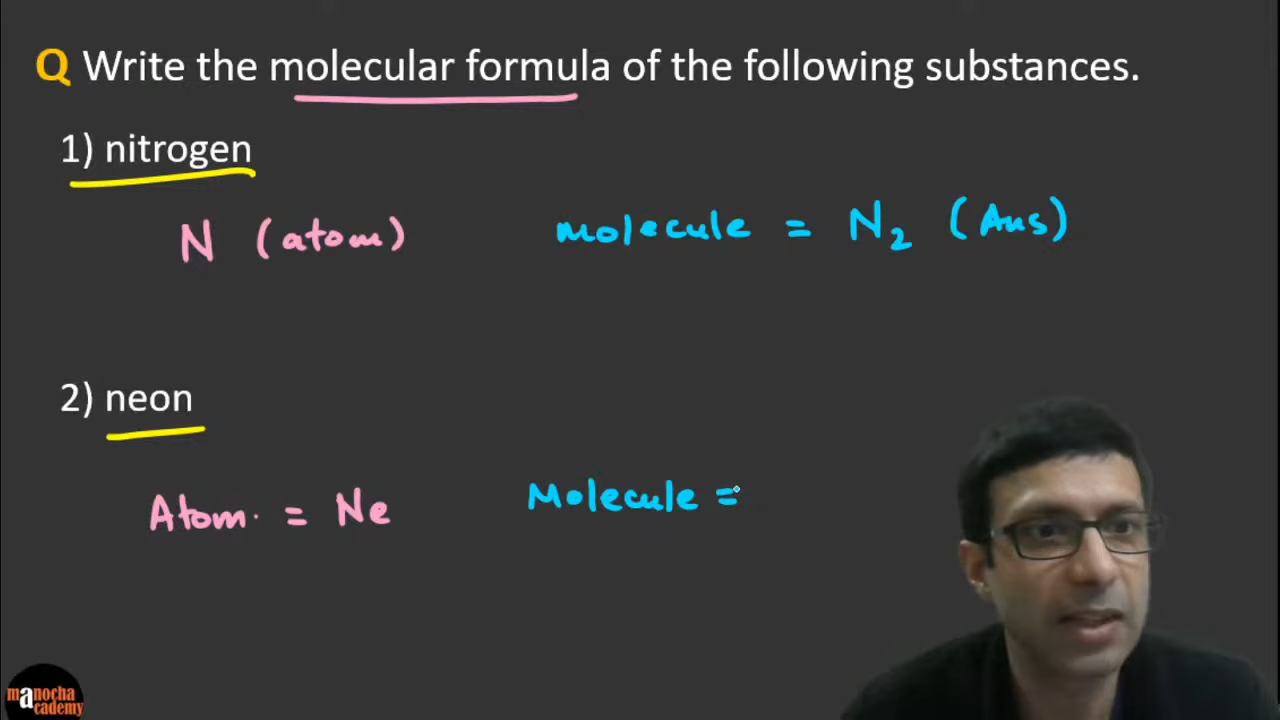 Q Write the molecular formula of the following substances.
1) nitrogen
N (atom) molecule = N₂ (Ans)
2) neon
Atom. = Ne Molecule =
manocha
academy